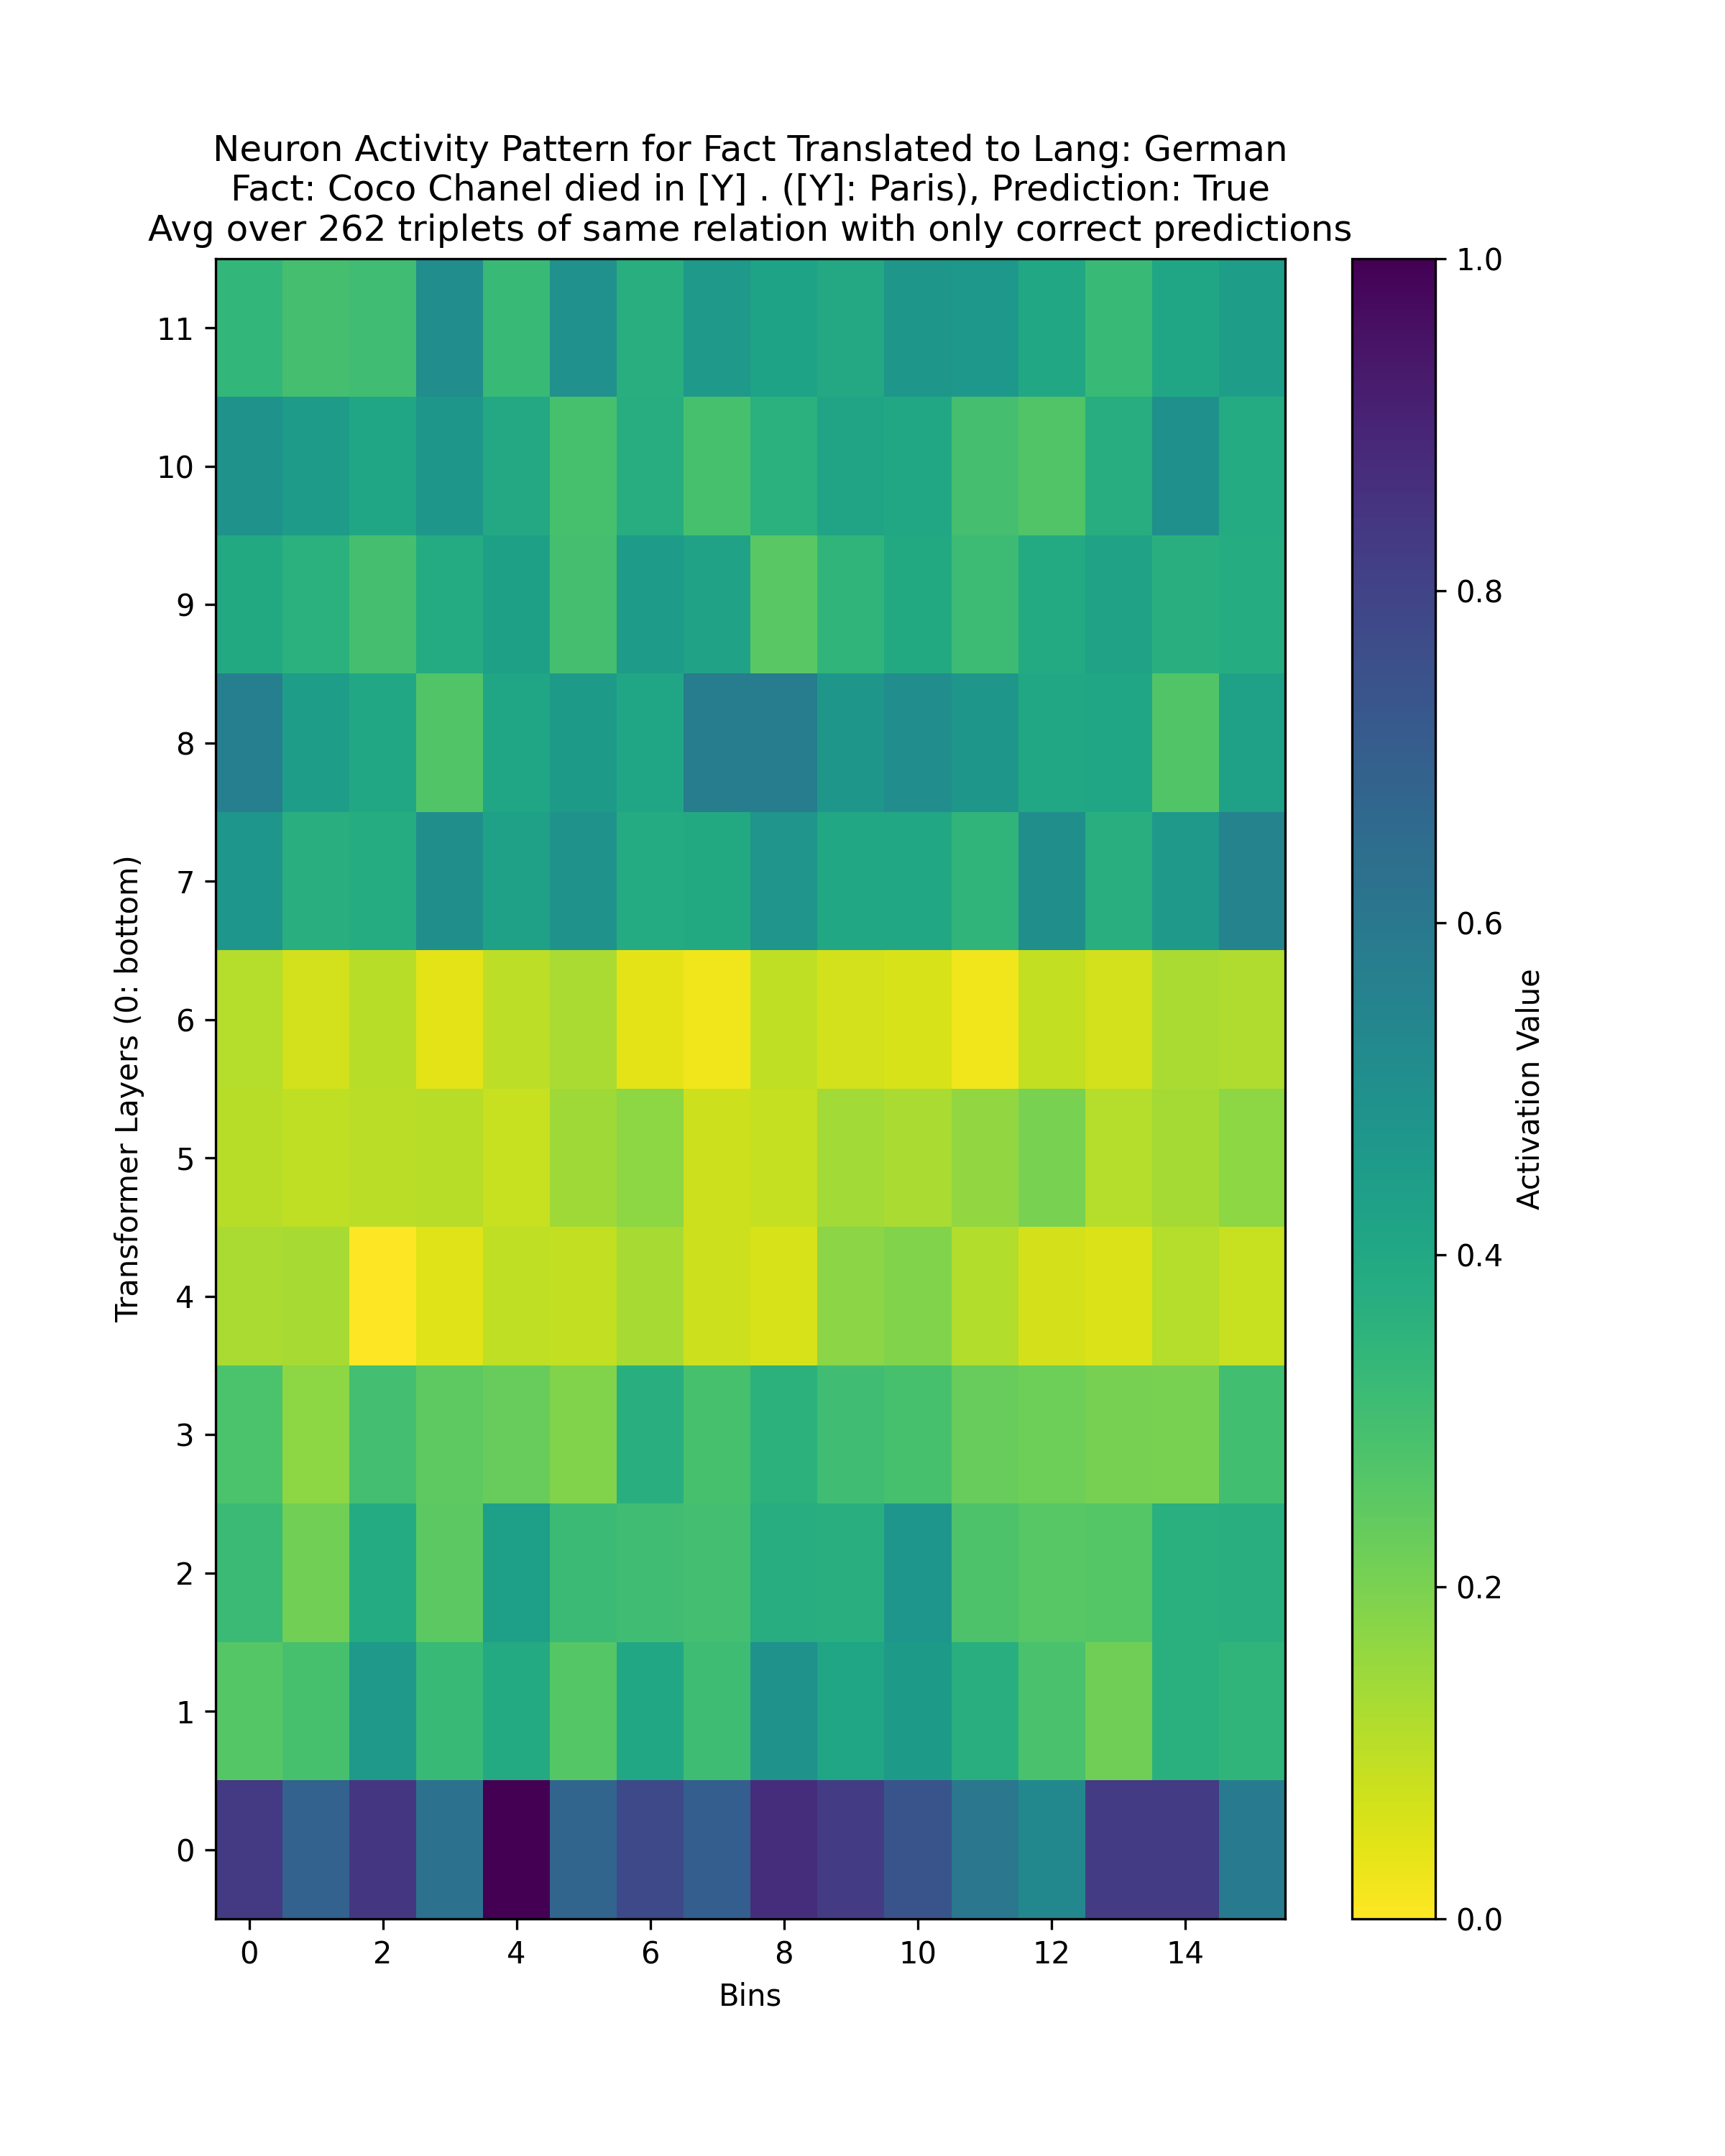 Neuron Activity Pattern for Fact Translated to Lang: German
Fact: Coco Chanel died in [Y] . ([Y]: Paris), Prediction: True
Avg over 262 triplets of same relation with only correct predictions
Transformer Layers (0: bottom)
11
10
9
8
7
6
5
4
3
2
1
0
0 2 4 6 8 10 12 14
Bins
1.0
0.8
0.6
0.4
0.2
0.0
Activation Value